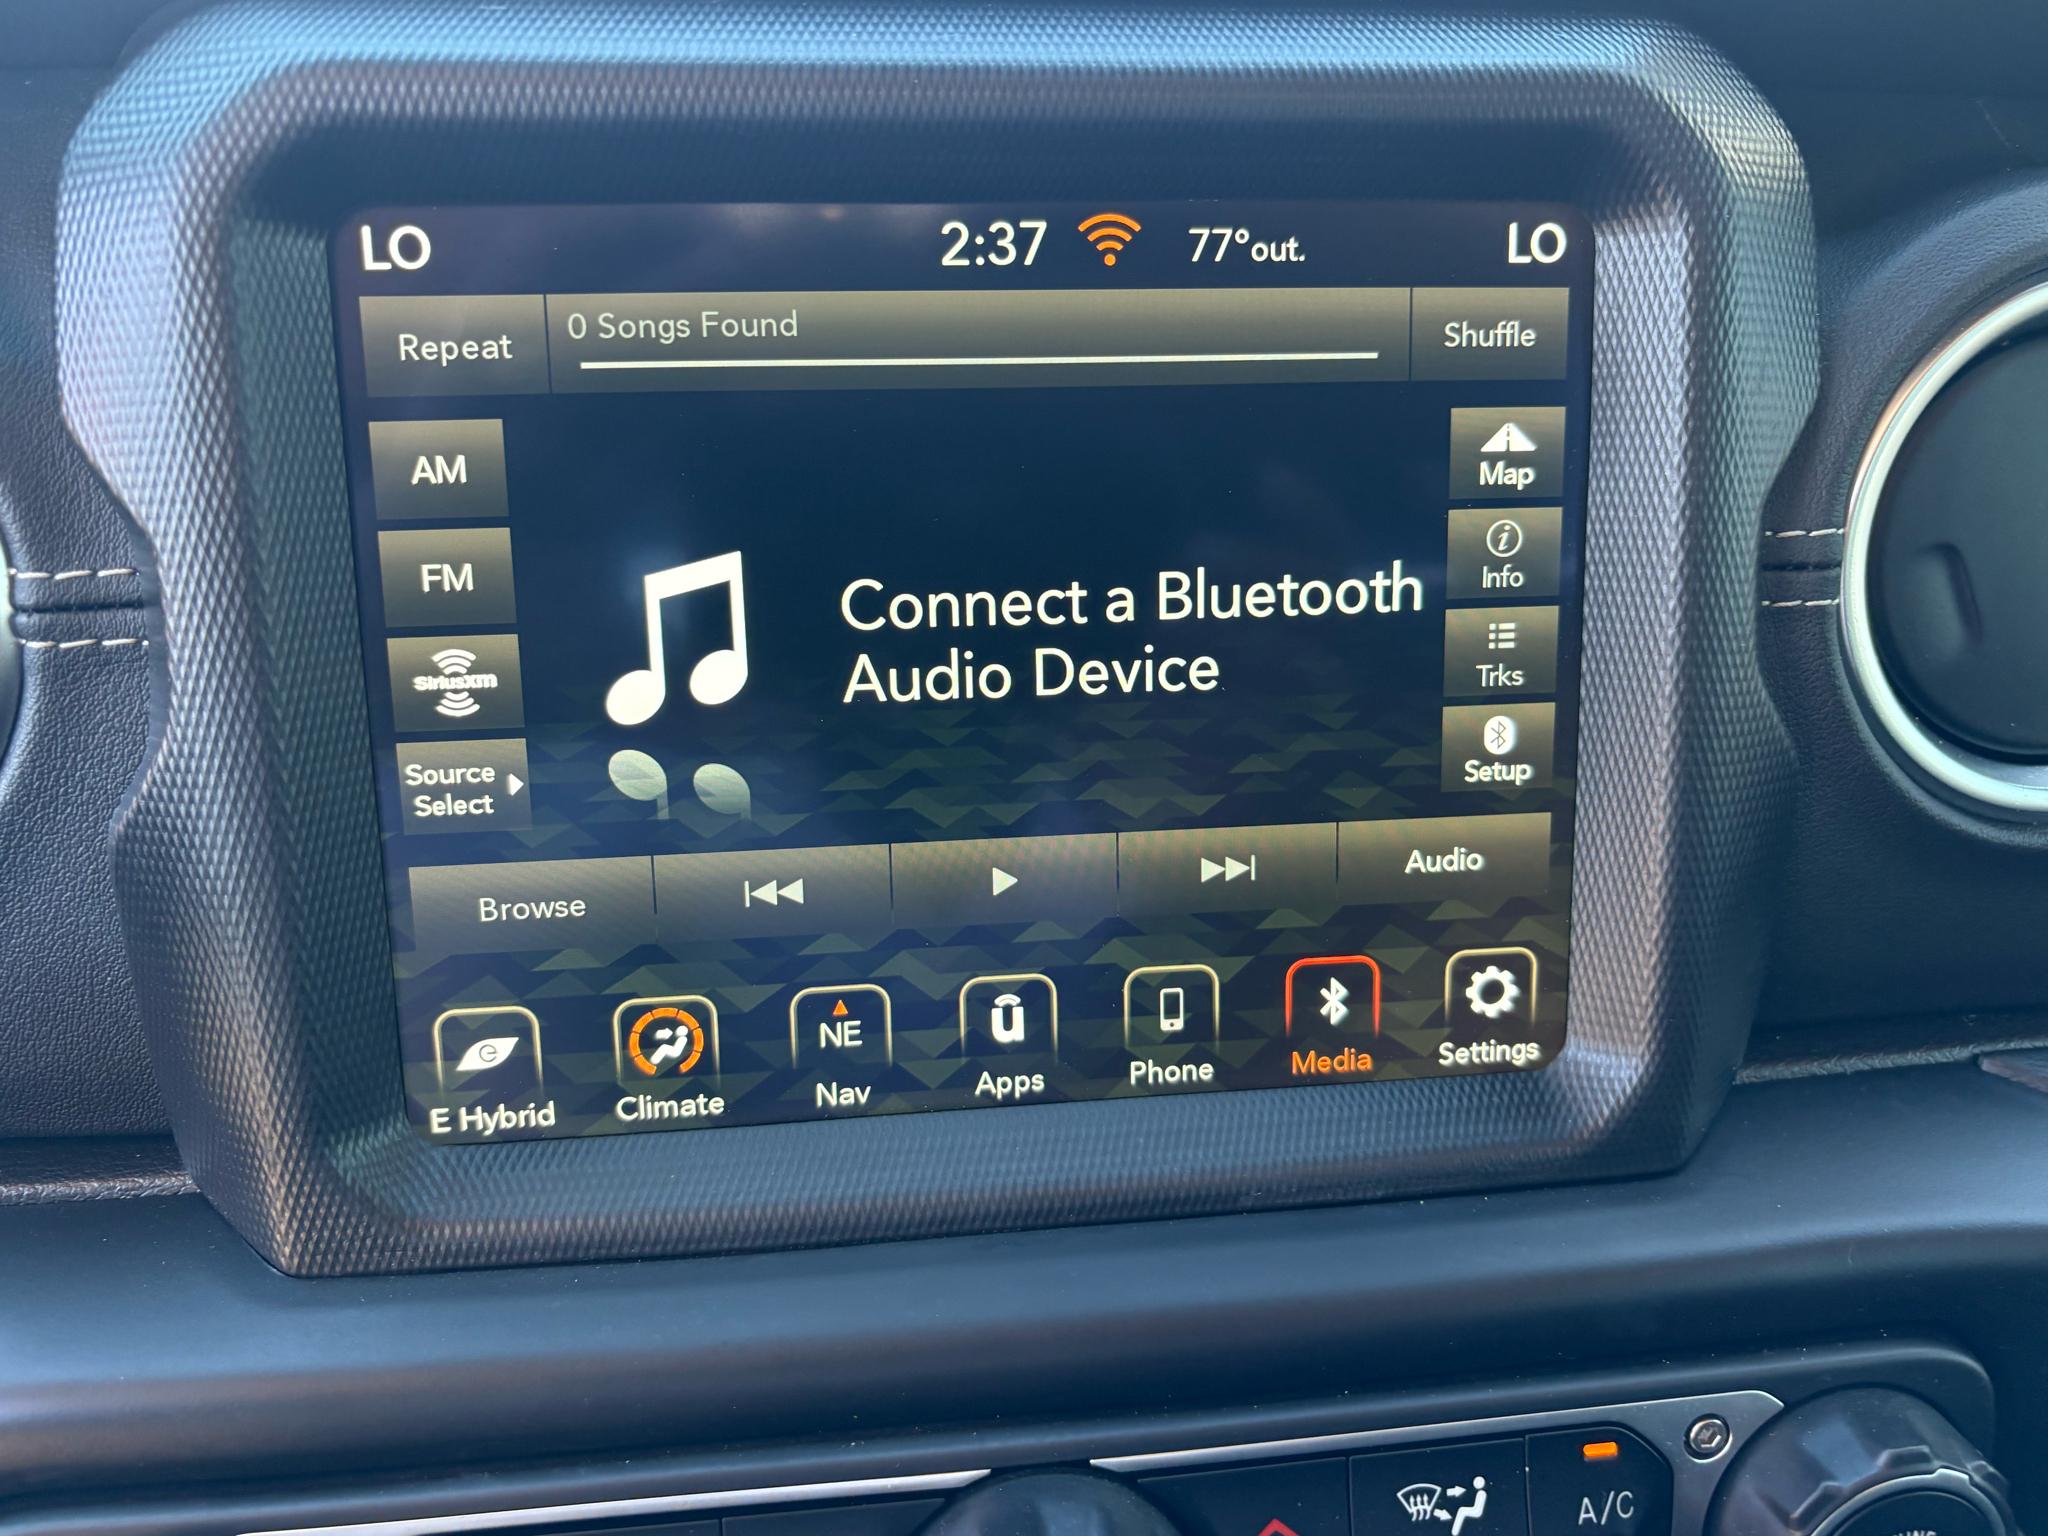 LO 2:37 77°out. LO
Repeat 0 Songs Found Shuffle
AM
FM
SiriusXM
Source
Select
Connect a Bluetooth
Audio Device
Map
Info
Trks
Setup
Browse Audio
E Hybrid Climate NE Nav Apps Phone Media Settings
A/C